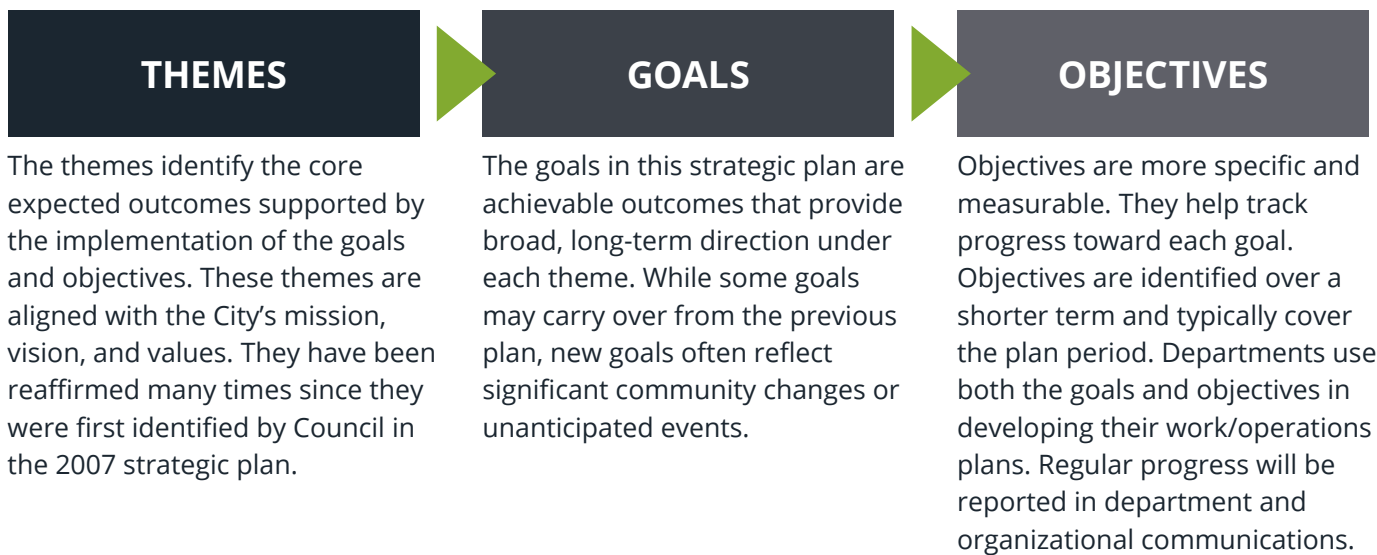 THEMES
The themes identify the core
expected outcomes supported by
the implementation of the goals
and objectives. These themes are
aligned with the City’s mission,
vision, and values. They have been
reaffirmed many times since they
were first identified by Council in
the 2007 strategic plan.
GOALS
The goals in this strategic plan are
achievable outcomes that provide
broad, long-term direction under
each theme. While some goals
may carry over from the previous
plan, new goals often reflect
significant community changes or
unanticipated events.
OBJECTIVES
Objectives are more specific and
measurable. They help track
progress toward each goal.
Objectives are identified over a
shorter term and typically cover
the plan period. Departments use
both the goals and objectives in
developing their work/operations
plans. Regular progress will be
reported in department and
organizational communications.